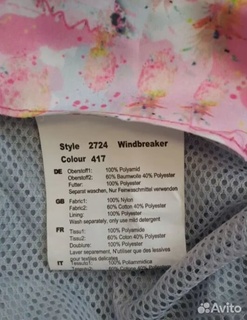 Style 2724 Windbreaker
Colour 417
DE Oberstoff1: 100% Polyamid
Oberstoff2: 60% Baumwolle 40% Polyester
Futter: 100% Polyester
Separat waschen, Nur Feinwaschmittel verwenden
GB Fabric1: 100% Nylon
Fabric2: 60% Coton 40% Polyester
Lining: 100% Polyester
Wash separately, only use mild detergent
FR Tissu1: 100% Polyamide
Tissu2: 60% Coton 40% Polyester
Doublure: 100% Polyester
Laver separement. N'utiliser que des lessives
pour textiles delicates
IT Tessuto1: 100% Poliammidica
Avito